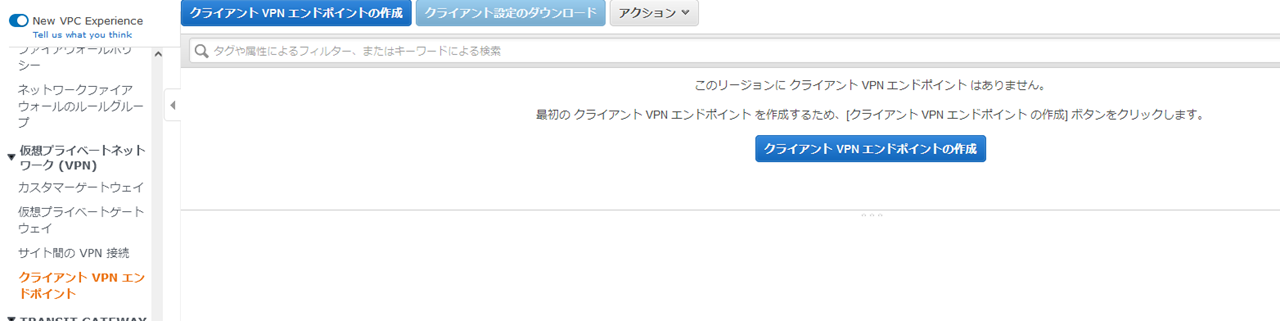 New VPC Experience
Tell us what you think
ファイアウォールポリ
シー
ネットワークファイア
ウォールのルールグルー
プ
仮想プライベートネット
ワーク (VPN)
カスタマーゲートウェイ
仮想プライベートゲート
ウェイ
サイト間の VPN 接続
クライアント VPN エン
ドポイント
TRANSIT GATEWAY
クライアント VPN エンドポイントの作成
クライアント設定のダウンロード
アクション
タグや属性によるフィルター、またはキーワードによる検索
このリージョンに クライアント VPN エンドポイント はありません。
最初の クライアント VPN エンドポイント を作成するため、[クライアント VPN エンドポイント の作成] ボタンをクリックします。
クライアント VPN エンドポイントの作成